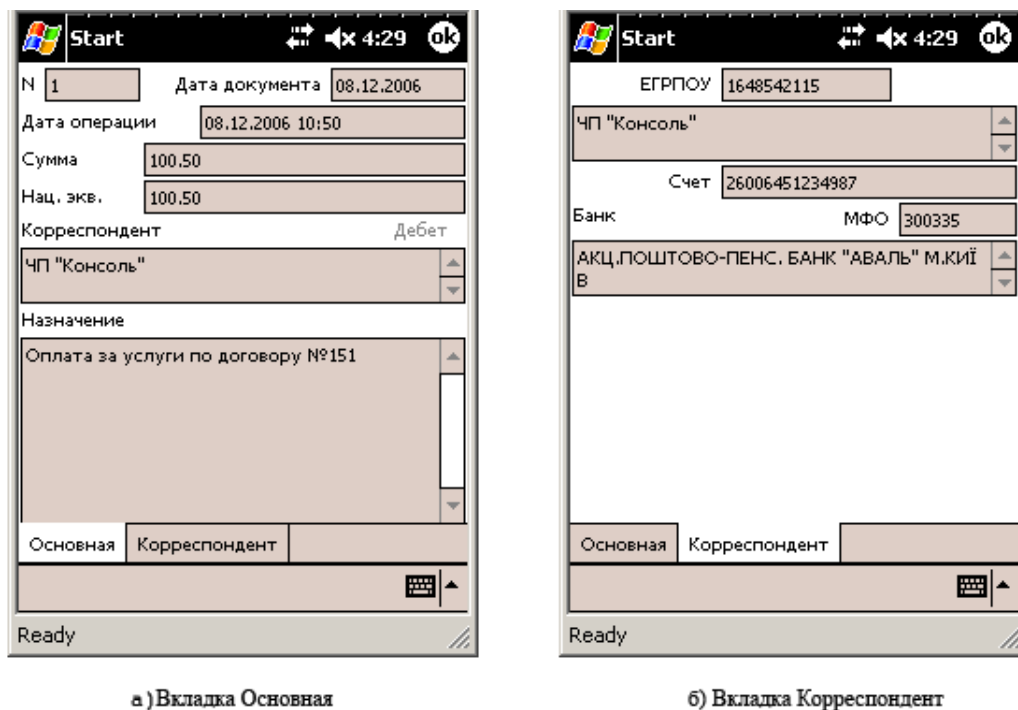 Start 4:29 ok
N 1 Дата документа 08.12.2006
Дата операции 08.12.2006 10:50
Сумма 100.50
Нац. экв. 100.50
Корреспондент Дебет
ЧП "Консоль"
Назначение
Оплата за услуги по договору №151
Основная Корреспондент
Ready
а) Вкладка Основная
Start 4:29 ok
ЕГРПОУ 1648542115
ЧП "Консоль"
Счет 26006451234987
Банк МФО 300335
АКЦ.ПОШТОВО-ПЕНС. БАНК "АВАЛЬ" М.КИЇ
В
Основная Корреспондент
Ready
б) Вкладка Корреспондент